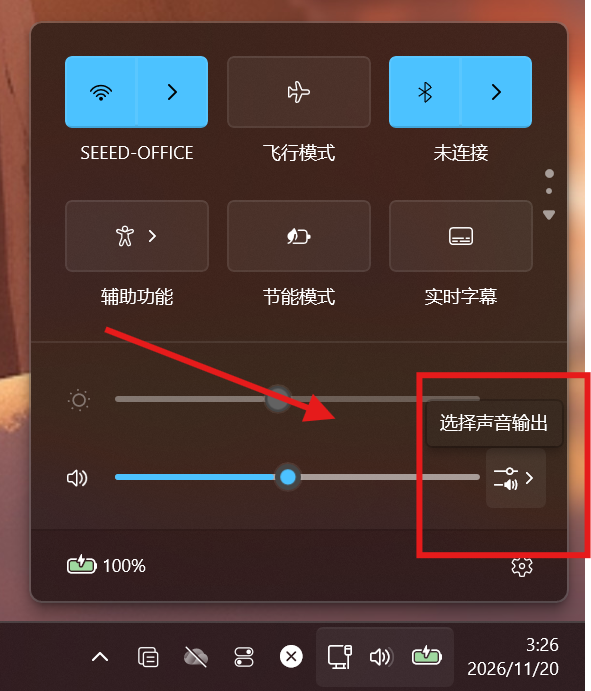 SEEED-OFFICE
飞行模式
未连接
辅助功能
节能模式
实时字幕
选择声音输出
100%
3:26
2026/11/20